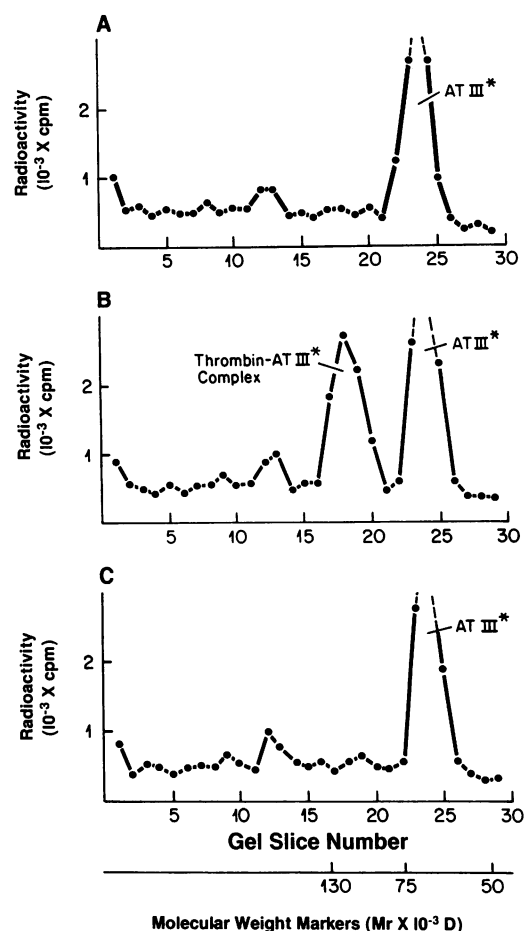 A
Radioactivity
(10⁻³ X cpm)
2
1
AT III*
5 10 15 20 25 30
B
Radioactivity
(10⁻³ X cpm)
2
1
Thrombin-AT III*
Complex
AT III*
5 10 15 20 25 30
C
Radioactivity
(10⁻³ X cpm)
2
1
AT III*
5 10 15 20 25 30
Gel Slice Number
130 75 50
Molecular Weight Markers (Mr X 10⁻³ D)